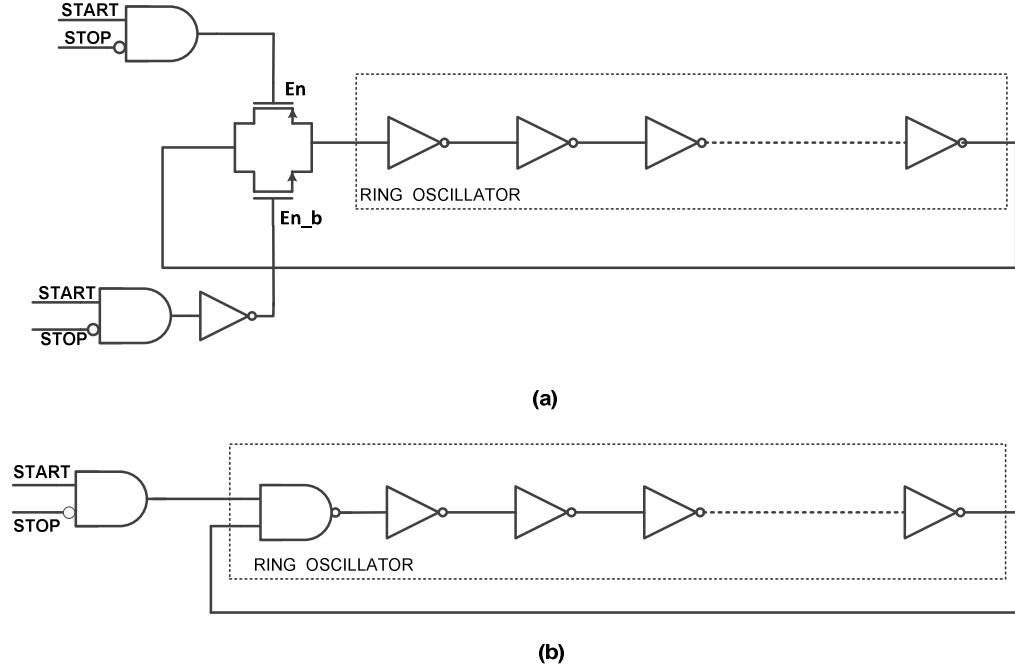 START
STOP
En
RING OSCILLATOR
En_b
START
STOP
(a)
START
STOP
RING OSCILLATOR
(b)